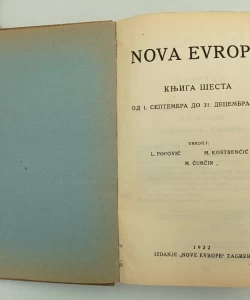 NOVA EVROP
КЊИГА ШЕСТА
ОД 1. СЕПТЕМБРА ДО 31. ДЕЦЕМБРА
UREDILI:
L. POPOVIĆ M. KOSTRENČIĆ
M. ĆURČIN
1922
IZDANJE „NOVE EVROPE" ZAGREB